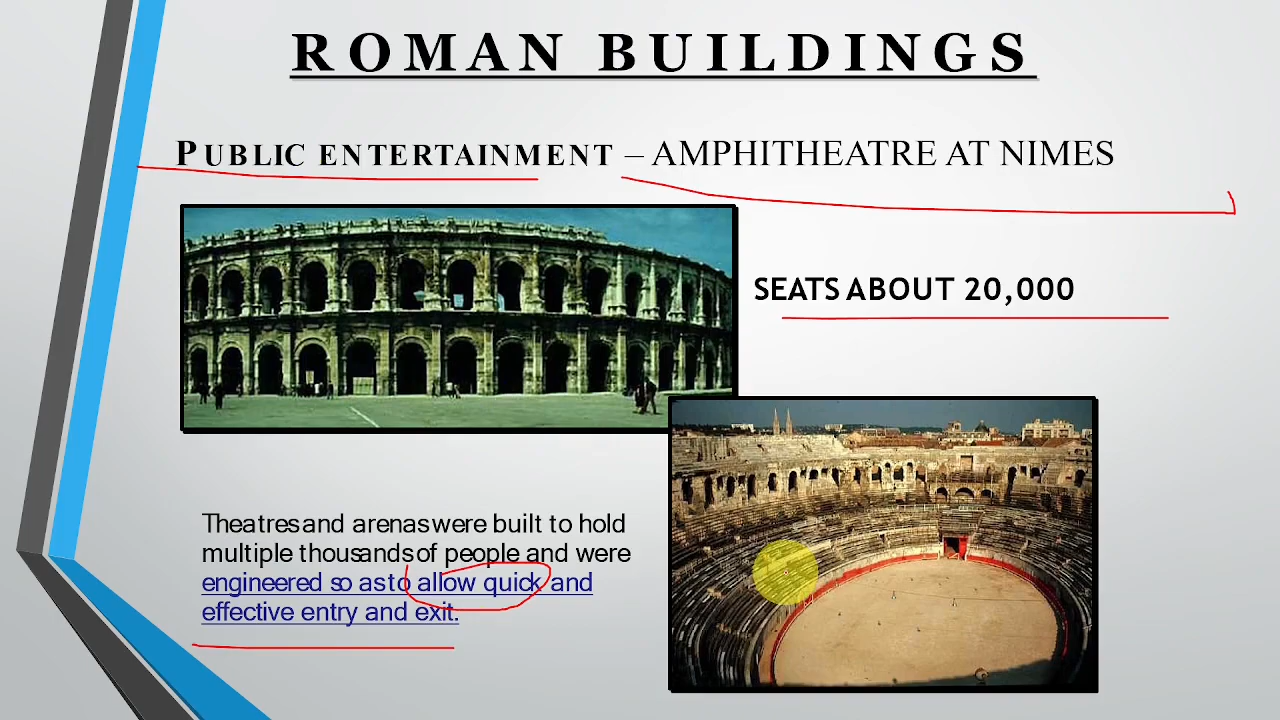 ROMAN BUILDINGS
PUBLIC ENTERTAINMENT – AMPHITHEATRE AT NIMES
SEATS ABOUT 20,000
Theatres and arenas were built to hold
multiple thousands of people and were
engineered so as to allow quick and
effective entry and exit.